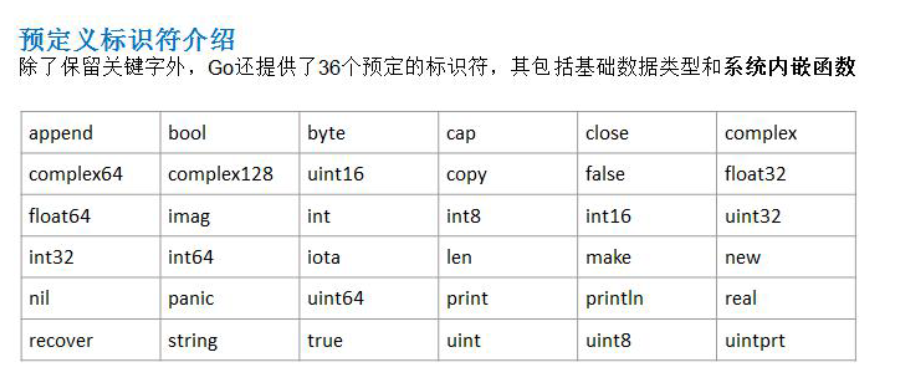 预定义标识符介绍
除了保留关键字外，Go还提供了36个预定的标识符，其包括基础数据类型和系统内嵌函数
append bool byte cap close complex
complex64 complex128 uint16 copy false float32
float64 imag int int8 int16 uint32
int32 int64 iota len make new
nil panic uint64 print println real
recover string true uint uint8 uintprt